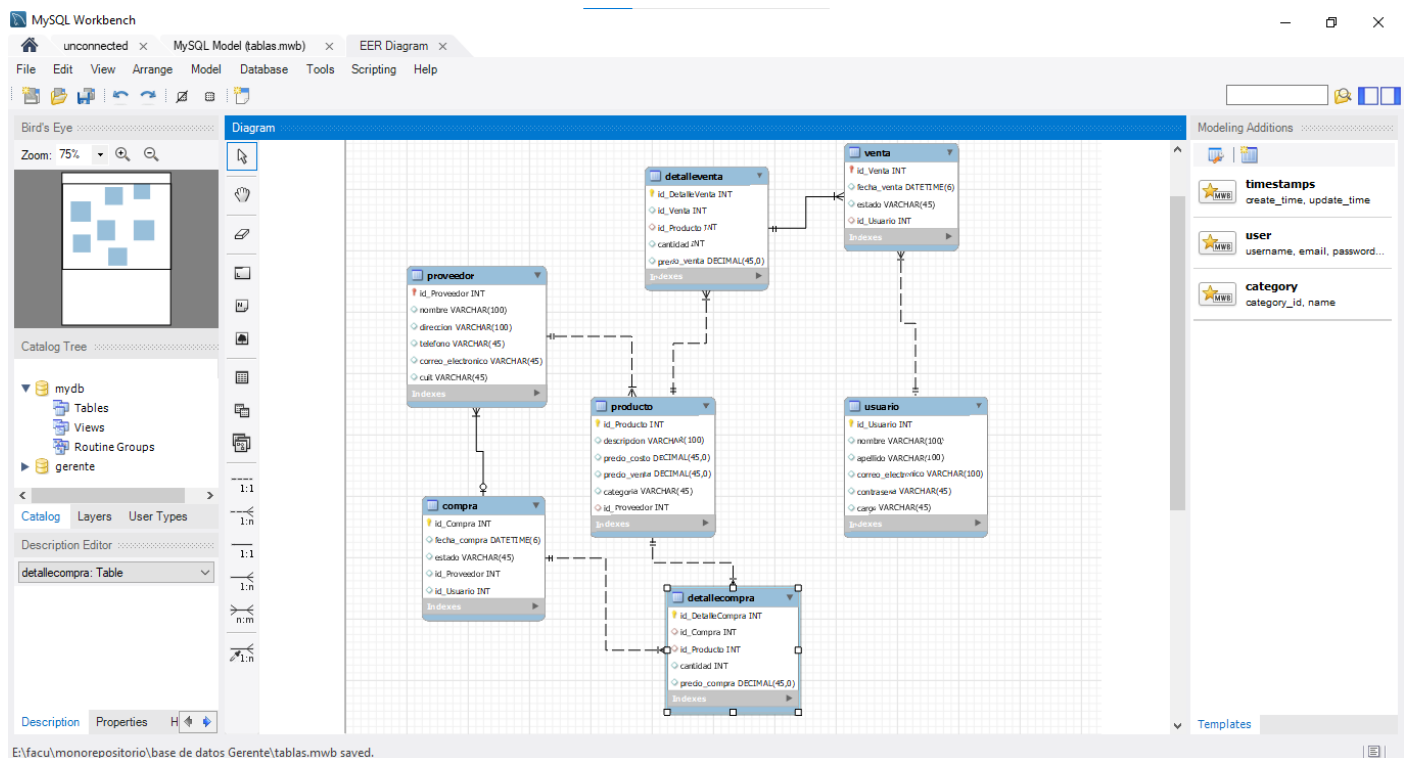 MySQL Workbench
unconnected × MySQL Model (tablas.mwb) × EER Diagram ×
File Edit View Arrange Model Database Tools Scripting Help
Bird's Eye
Zoom: 75%
Catalog Tree
mydb
Tables
Views
Routine Groups
gerente
Catalog Layers User Types
Description Editor
detallecompra: Table
Description Properties H
Diagram
1:1
1:n
1:1
1:n
n:m
1:n
detalleventa
id_DetalleVenta INT
id_Venta INT
id_Producto INT
cantidad INT
precio_venta DECIMAL(45,0)
Indexes
venta
id_Venta INT
fecha_venta DATETIME(6)
estado VARCHAR(45)
id_Usuario INT
Indexes
proveedor
id_Proveedor INT
nombre VARCHAR(100)
direccion VARCHAR(100)
telefono VARCHAR(45)
correo_electronico VARCHAR(45)
cuit VARCHAR(45)
Indexes
producto
id_Producto INT
descripcion VARCHAR(100)
precio_costo DECIMAL(45,0)
precio_venta DECIMAL(45,0)
categoria VARCHAR(45)
id_Proveedor INT
Indexes
usuario
id_Usuario INT
nombre VARCHAR(100)
apellido VARCHAR(100)
correo_electronico VARCHAR(100)
contrasena VARCHAR(45)
cargo VARCHAR(45)
Indexes
compra
id_Compra INT
fecha_compra DATETIME(6)
estado VARCHAR(45)
id_Proveedor INT
id_Usuario INT
Indexes
detallecompra
id_DetalleCompra INT
id_Compra INT
id_Producto INT
cantidad INT
precio_compra DECIMAL(45,0)
Indexes
Modeling Additions
timestamps
create_time, update_time
user
username, email, password...
category
category_id, name
Templates
E:\facu\monorepositorio\base de datos Gerente\tablas.mwb saved.